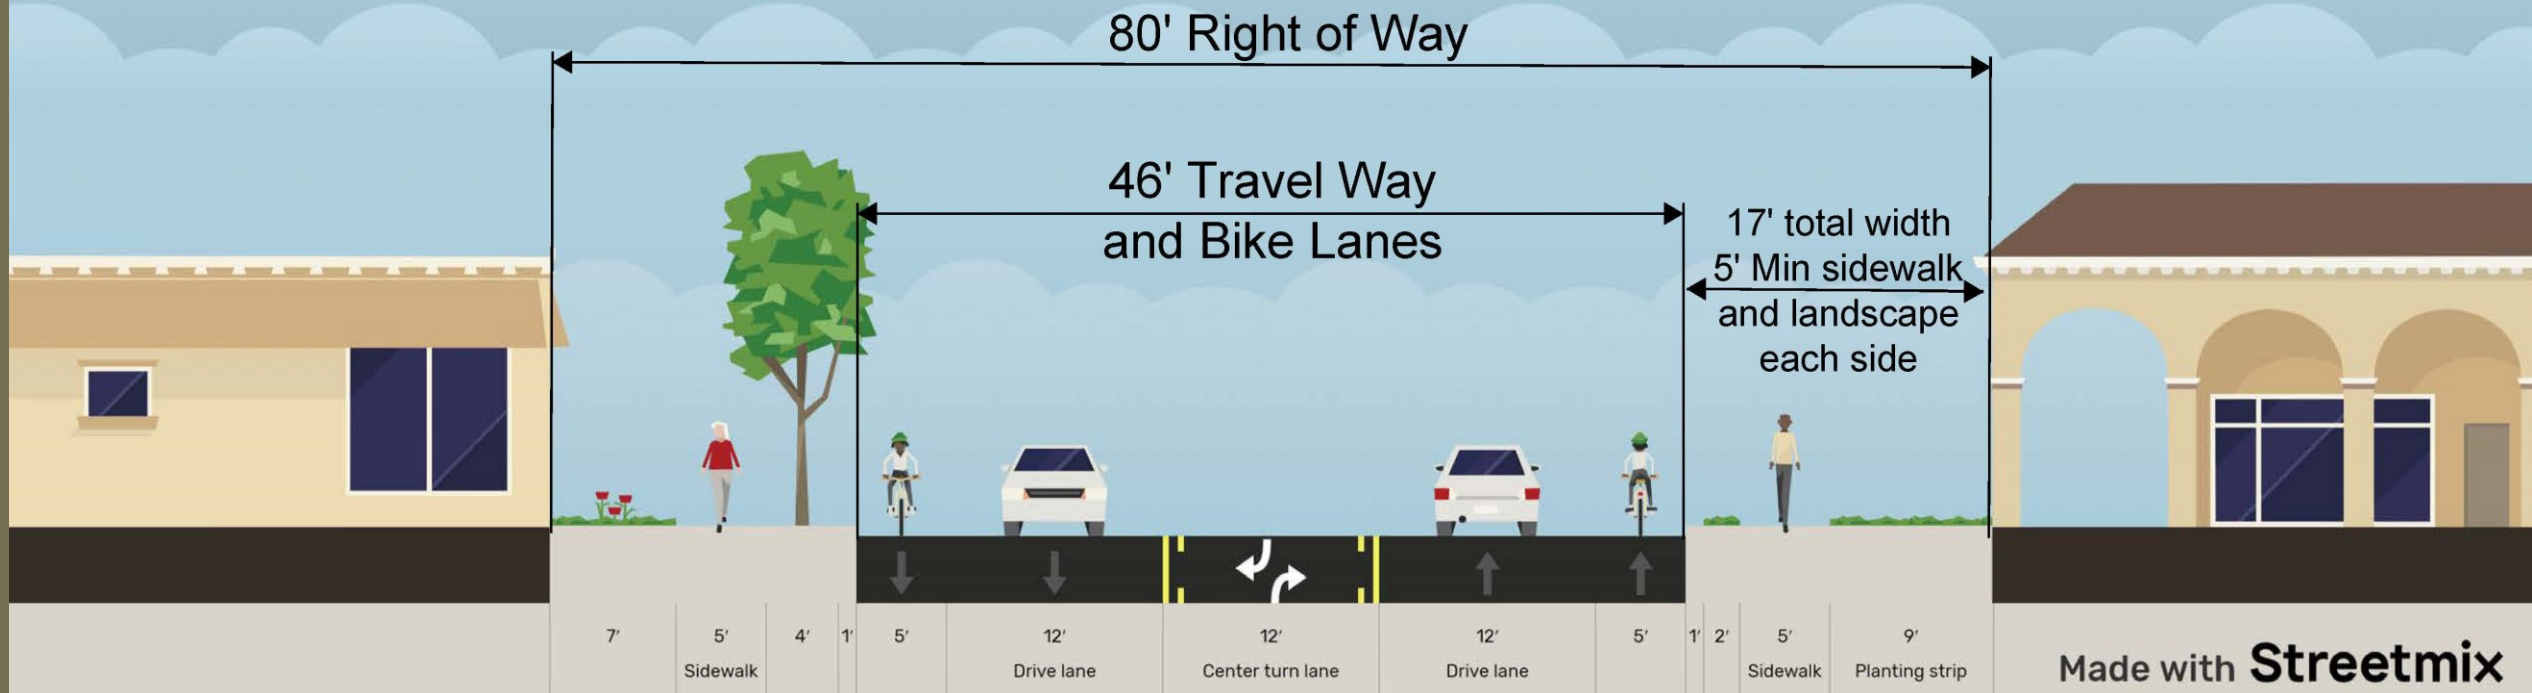 80' Right of Way
46' Travel Way
and Bike Lanes
17' total width
5' Min sidewalk
and landscape
each side
7' 5' 4' 1' 5' 12' 12' 12' 5' 1' 2' 5' 9'
Sidewalk Drive lane Center turn lane Drive lane Sidewalk Planting strip
Made with Streetmix